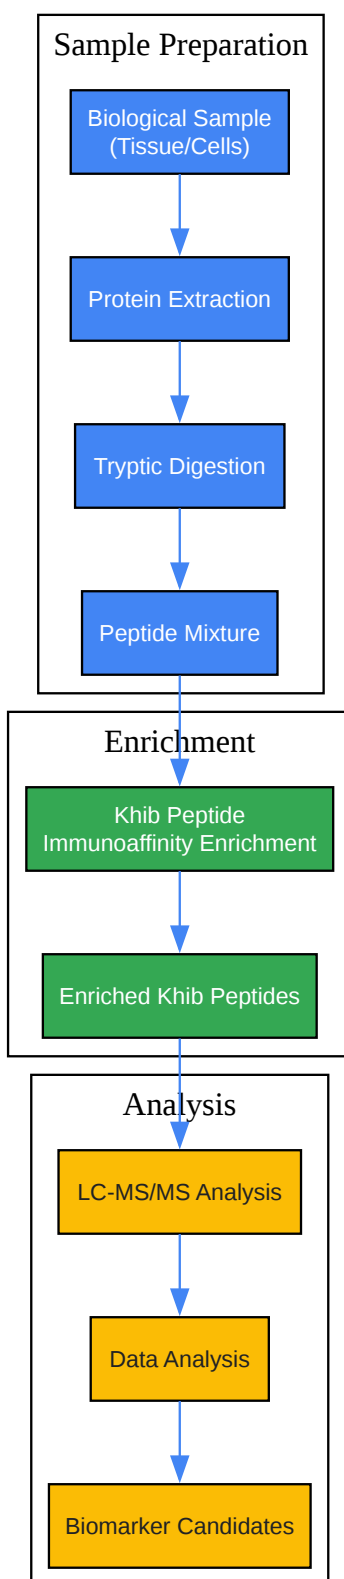 Sample Preparation
Biological Sample
(Tissue/Cells)
Protein Extraction
Tryptic Digestion
Peptide Mixture
Enrichment
Khib Peptide
Immunoaffinity Enrichment
Enriched Khib Peptides
Analysis
LC-MS/MS Analysis
Data Analysis
Biomarker Candidates